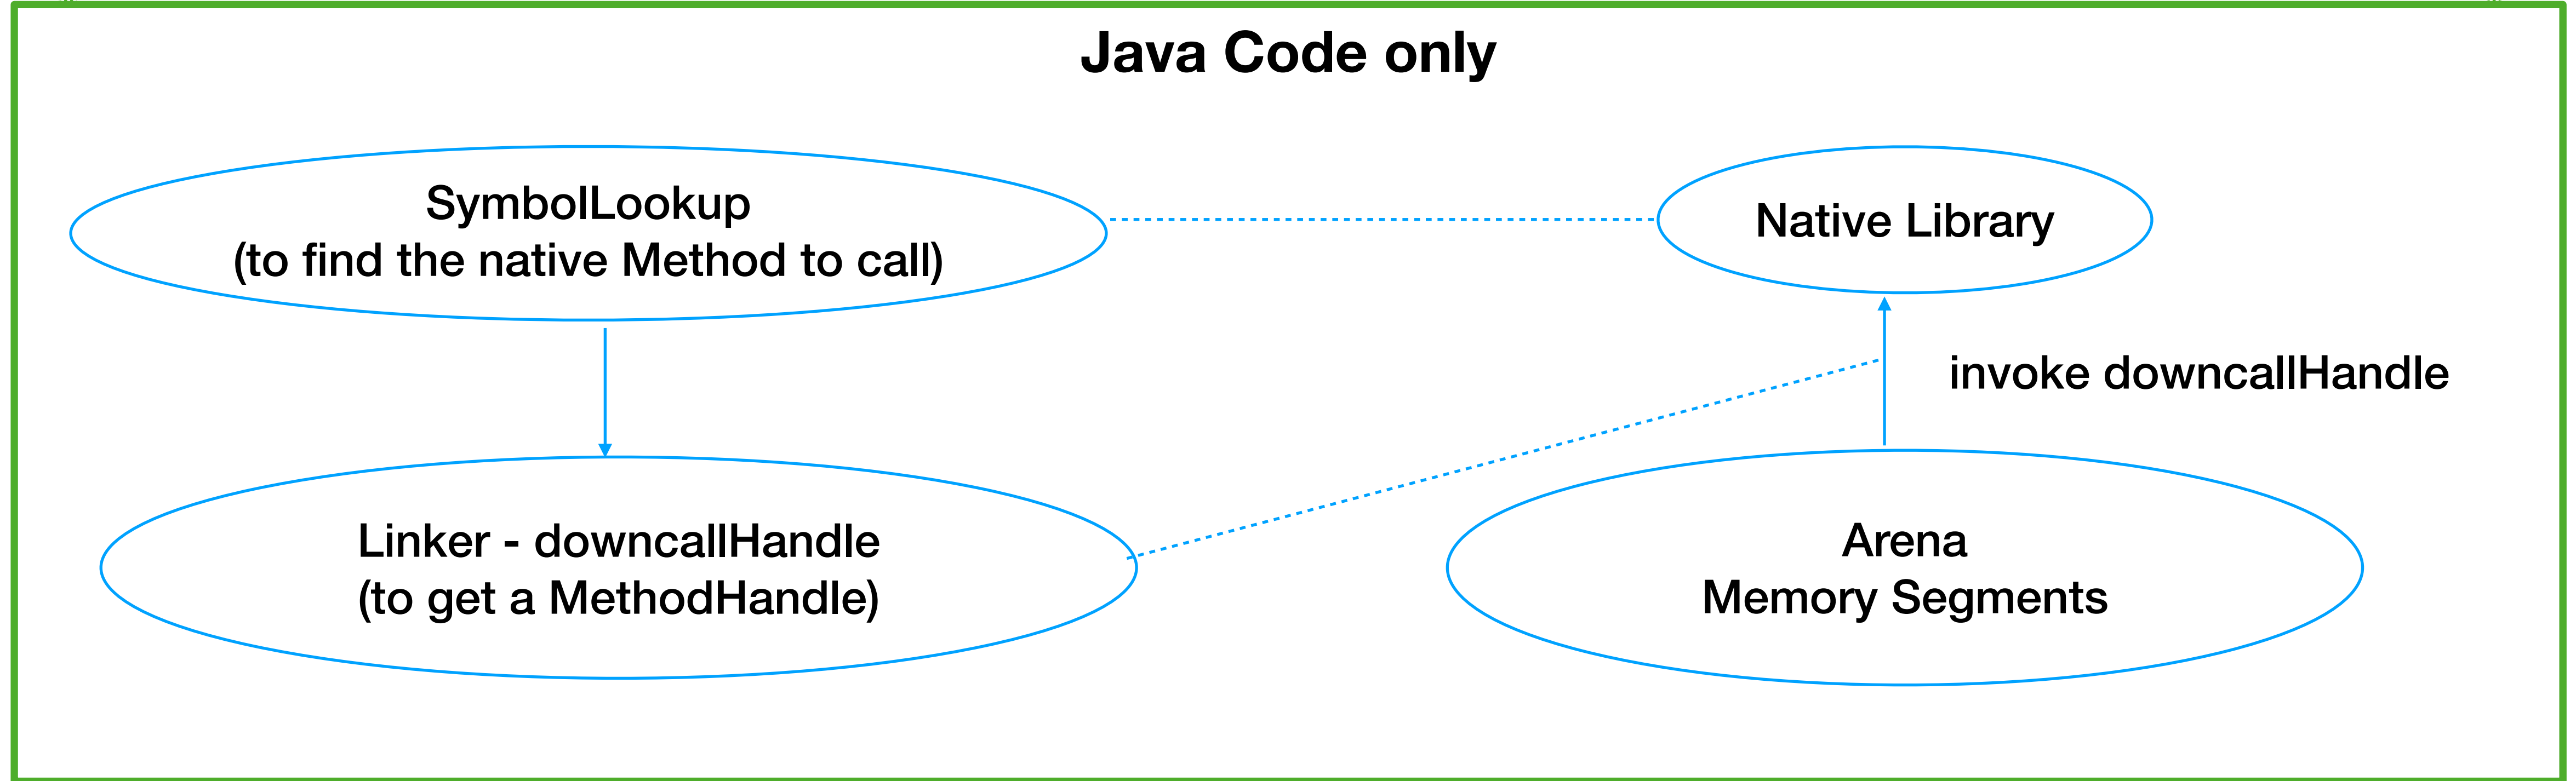 Java Code only
SymbolLookup
(to find the native Method to call)
Native Library
invoke downcallHandle
Linker - downcallHandle
(to get a MethodHandle)
Arena
Memory Segments